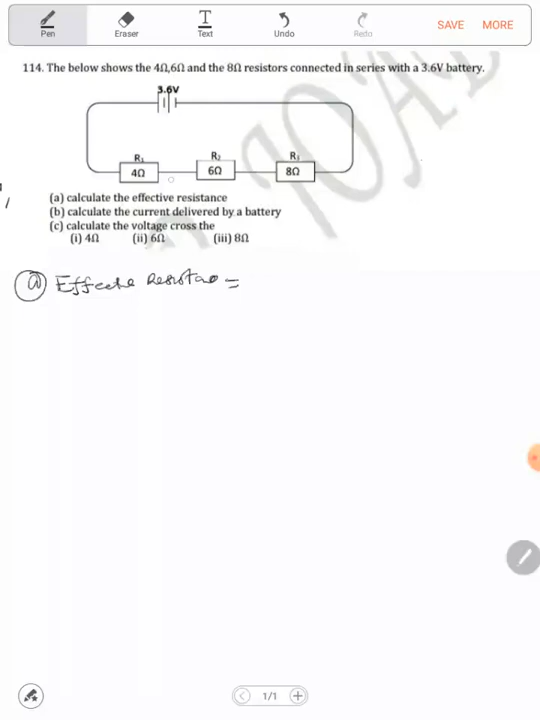 Pen Eraser Text Undo Redo SAVE MORE
114. The below shows the 4Ω,6Ω and the 8Ω resistors connected in series with a 3.6V battery.
3.6V
R₁ R₂ R₃
4Ω 6Ω 8Ω
(a) calculate the effective resistance
(b) calculate the current delivered by a battery
(c) calculate the voltage cross the
(i) 4Ω (ii) 6Ω (iii) 8Ω
(a) Effective Resistance =
1/1